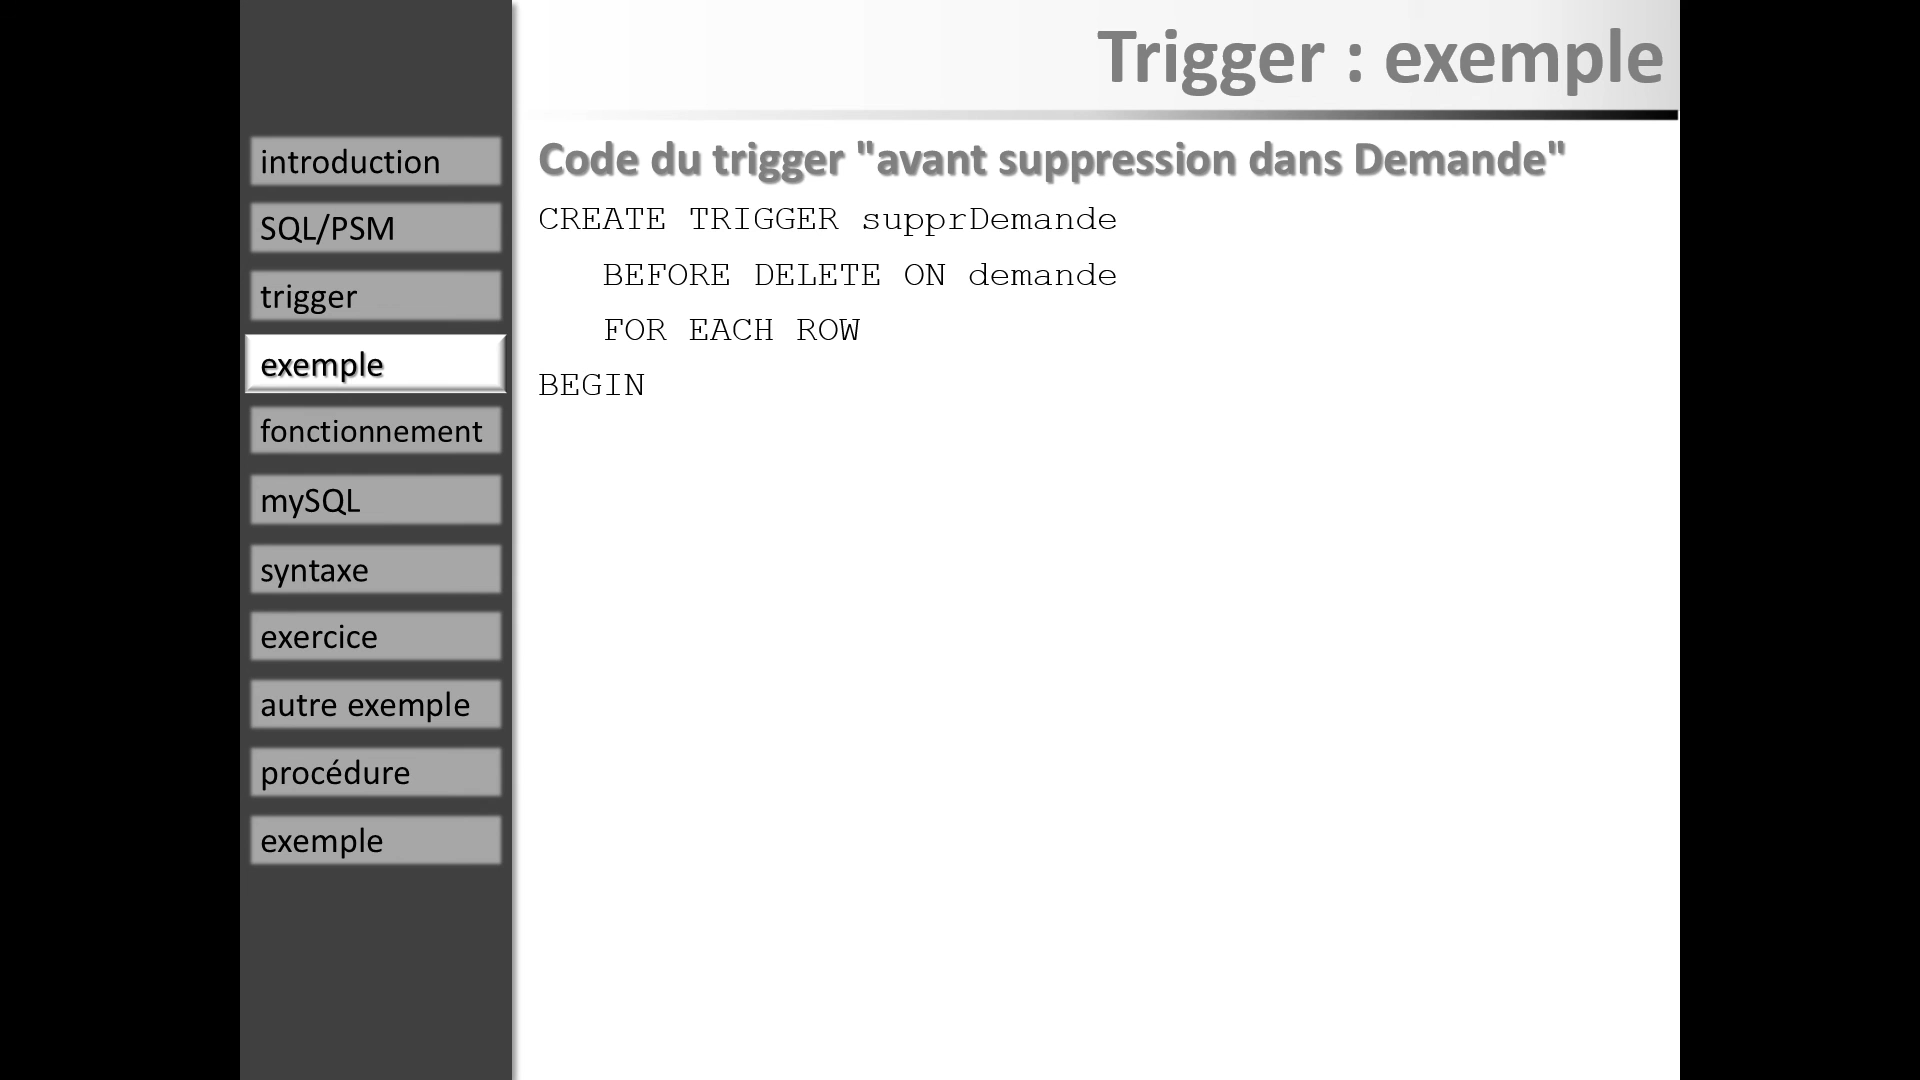 Trigger : exemple
introduction
SQL/PSM
trigger
exemple
fonctionnement
mySQL
syntaxe
exercice
autre exemple
procédure
exemple
Code du trigger "avant suppression dans Demande"
CREATE TRIGGER supprDemande
BEFORE DELETE ON demande
FOR EACH ROW
BEGIN